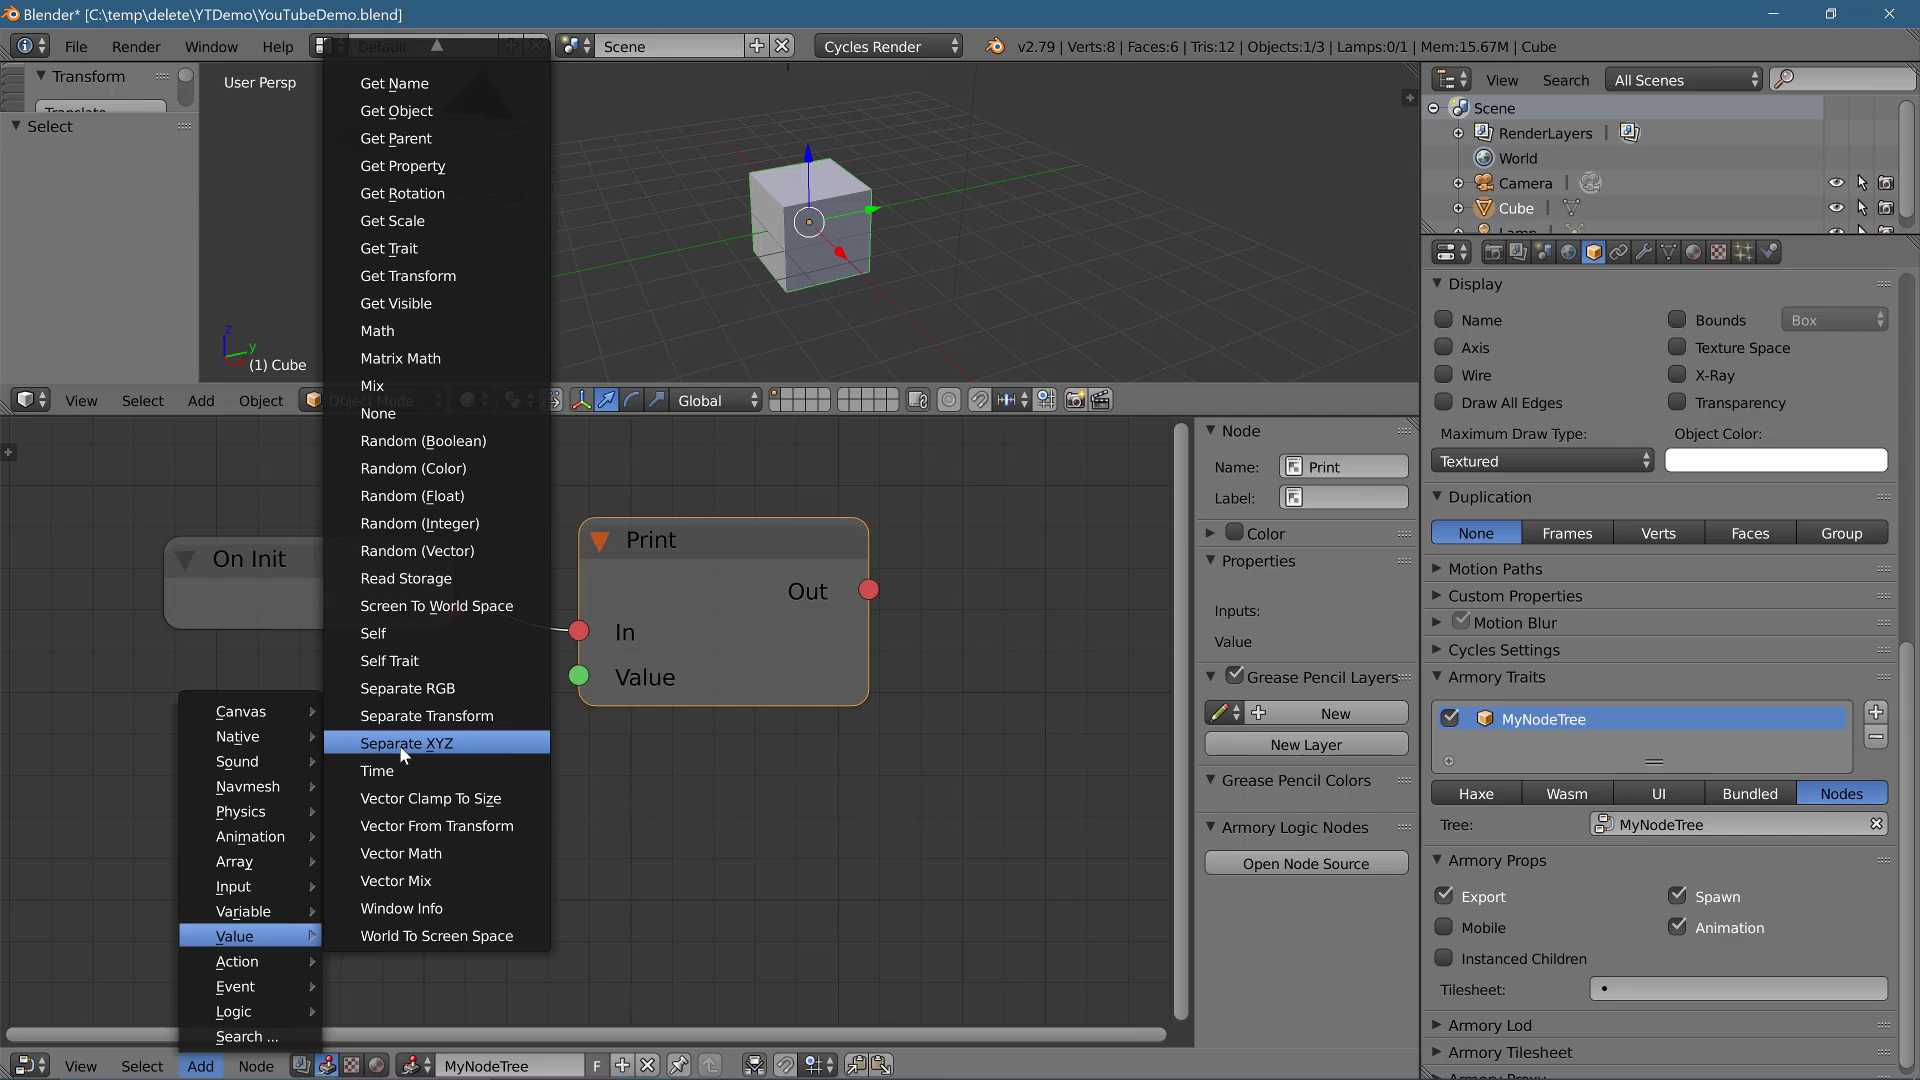 Blender* [C:\temp\delete\YTDemo\YouTubeDemo.blend]
File Render Window Help Default Scene Cycles Render v2.79 | Verts:8 | Faces:6 | Tris:12 | Objects:1/3 | Lamps:0/1 | Mem:15.67M | Cube
Transform
Translate
Select
User Persp
z
y
(1) Cube
View Select Add Object Object Mode Global
Get Name
Get Object
Get Parent
Get Property
Get Rotation
Get Scale
Get Trait
Get Transform
Get Visible
Math
Matrix Math
Mix
None
Random (Boolean)
Random (Color)
Random (Float)
Random (Integer)
Random (Vector)
Read Storage
Screen To World Space
Self
Self Trait
Separate RGB
Separate Transform
Separate XYZ
Time
Vector Clamp To Size
Vector From Transform
Vector Math
Vector Mix
Window Info
World To Screen Space
Canvas
Native
Sound
Navmesh
Physics
Animation
Array
Input
Variable
Value
Action
Event
Logic
Search ...
On Init
Print
Out
In
Value
View Select Add Node MyNodeTree F
Node
Name: Print
Label:
Color
Properties
Inputs:
Value
Grease Pencil Layers
New
New Layer
Grease Pencil Colors
Armory Logic Nodes
Open Node Source
View Search All Scenes
Scene
RenderLayers
World
Camera
Cube
Lamp
Display
Name Bounds Box
Axis Texture Space
Wire X-Ray
Draw All Edges Transparency
Maximum Draw Type: Object Color:
Textured
Duplication
None Frames Verts Faces Group
Motion Paths
Custom Properties
Motion Blur
Cycles Settings
Armory Traits
MyNodeTree
Haxe Wasm UI Bundled Nodes
Tree: MyNodeTree
Armory Props
Export Spawn
Mobile Animation
Instanced Children
Tilesheet:
Armory Lod
Armory Tilesheet
Armory Proxy